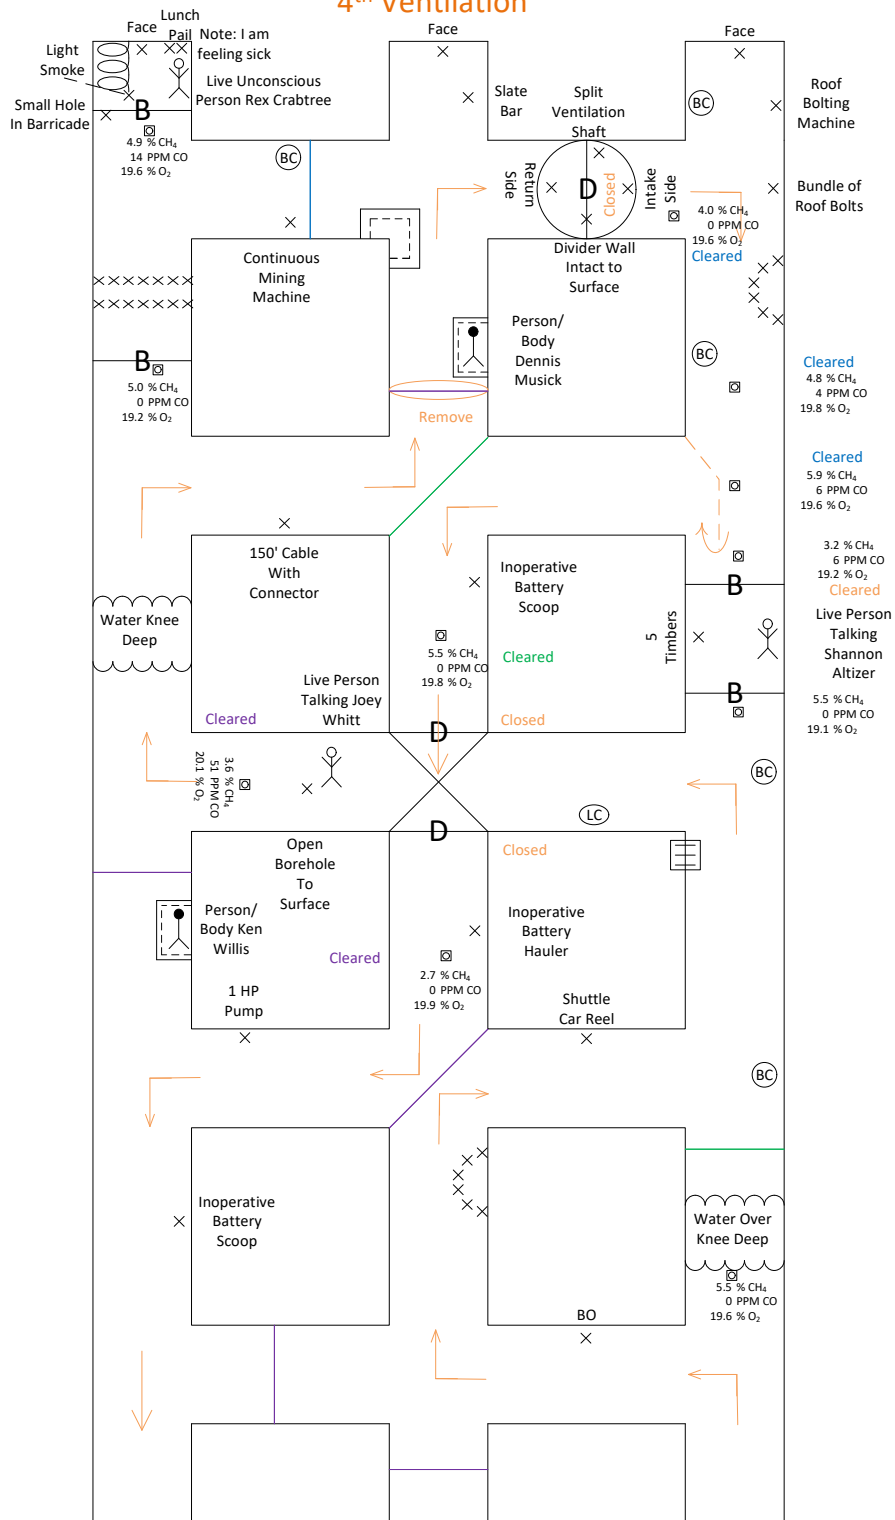 4th Ventilation
Face
Lunch
Pail
Note: I am
feeling sick
Light
Smoke
Live Unconscious
Person Rex Crabtree
Small Hole
In Barricade
B
4.9 % CH4
14 PPM CO
19.6 % O2
BC
Face
Slate
Bar
Split
Ventilation
Shaft
Return
Side
D
Closed
Intake
Side
Face
BC
Roof
Bolting
Machine
Bundle of
Roof Bolts
4.0 % CH4
0 PPM CO
19.6 % O2
Cleared
Continuous
Mining
Machine
Divider Wall
Intact to
Surface
Person/
Body
Dennis
Musick
B
5.0 % CH4
0 PPM CO
19.2 % O2
Remove
BC
Cleared
4.8 % CH4
4 PPM CO
19.8 % O2
Cleared
5.9 % CH4
6 PPM CO
19.6 % O2
150' Cable
With
Connector
Inoperative
Battery
Scoop
3.2 % CH4
6 PPM CO
19.2 % O2
B
Cleared
Water Knee
Deep
5.5 % CH4
0 PPM CO
19.8 % O2
Cleared
5
Timbers
Live Person
Talking
Shannon
Altizer
Live Person
Talking Joey
Whitt
Cleared
D
Closed
B
5.5 % CH4
0 PPM CO
19.1 % O2
3.6 % CH4
51 PPM CO
20.1 % O2
BC
LC
D
Closed
Open
Borehole
To
Surface
Person/
Body Ken
Willis
Cleared
1 HP
Pump
Inoperative
Battery
Hauler
2.7 % CH4
0 PPM CO
19.9 % O2
Shuttle
Car Reel
BC
Inoperative
Battery
Scoop
Water Over
Knee Deep
5.5 % CH4
0 PPM CO
19.6 % O2
BO